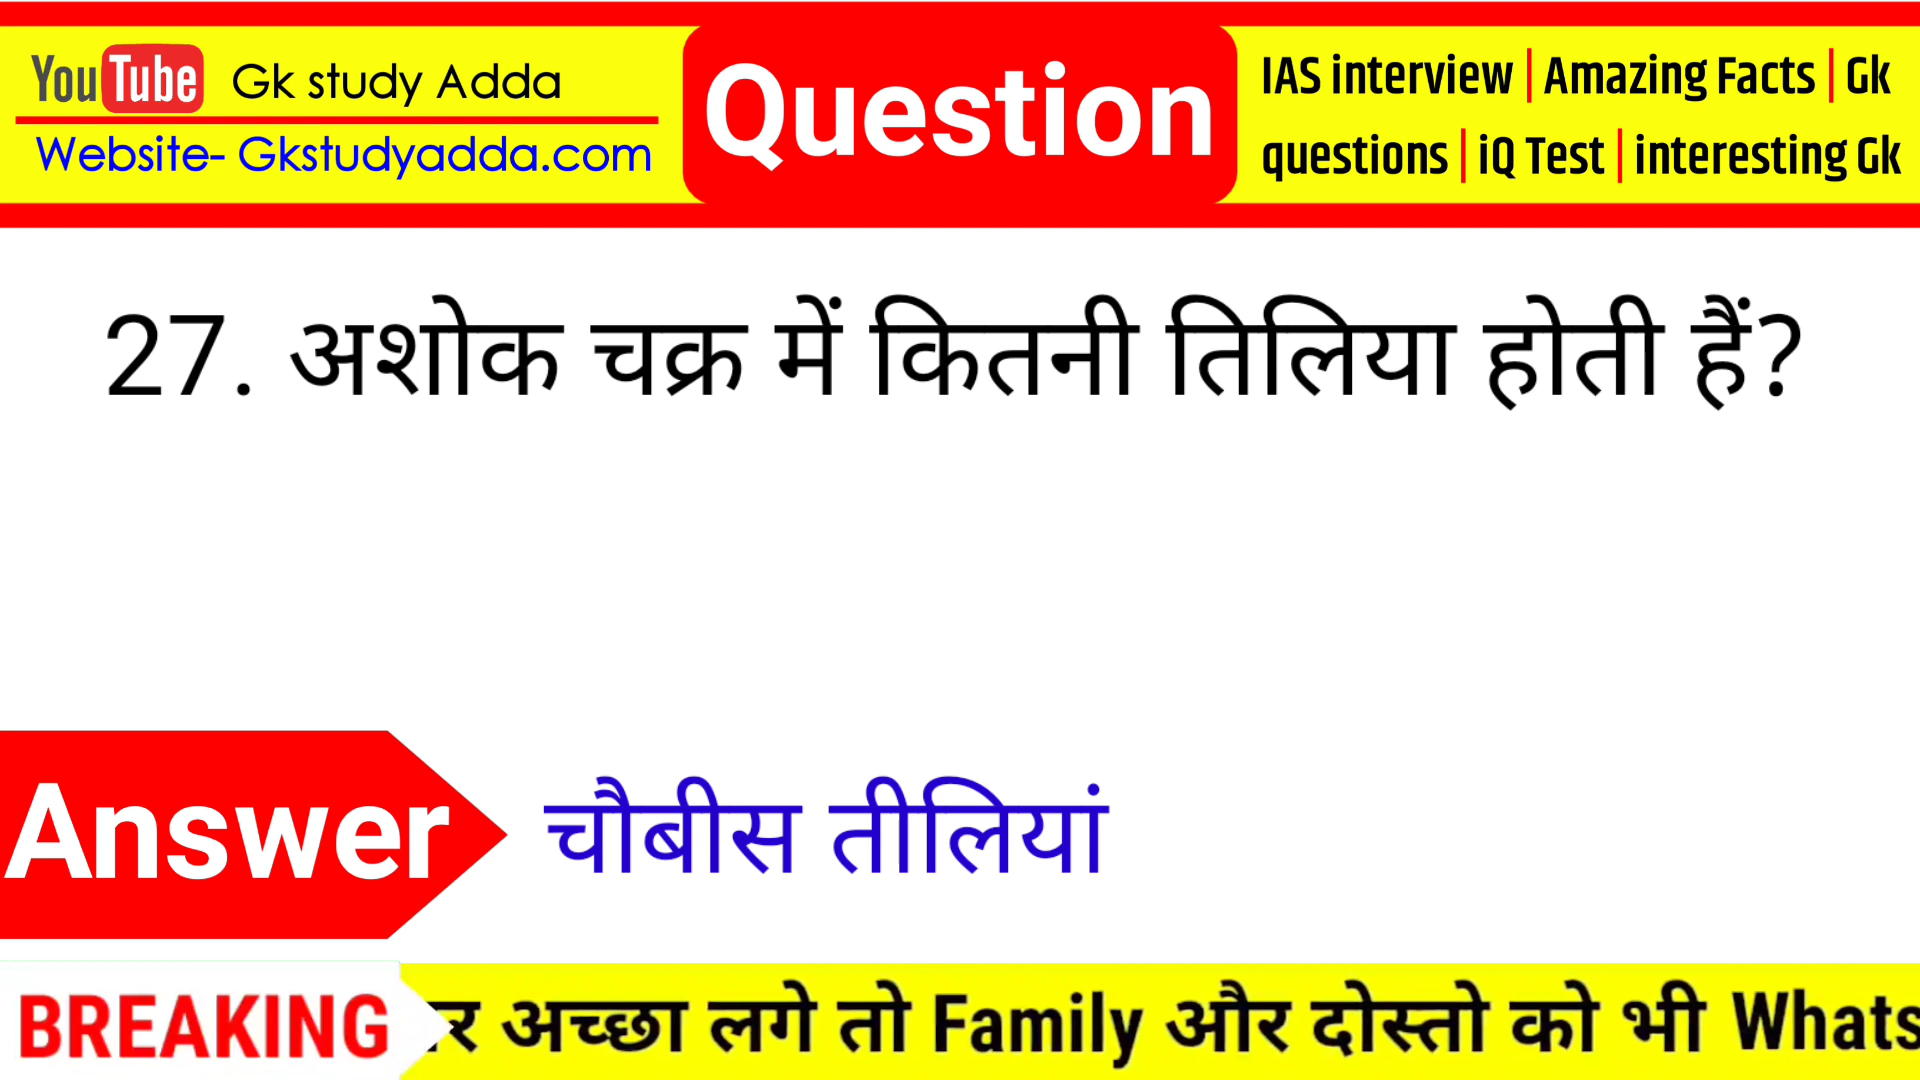 YouTube Gk study Adda
Website- Gkstudyadda.com
Question
IAS interview | Amazing Facts | Gk
questions | iQ Test | interesting Gk
27. अशोक चक्र में कितनी तिलिया होती हैं?
Answer
चौबीस तीलियां
BREAKING
र अच्छा लगे तो Family और दोस्तो को भी Whats